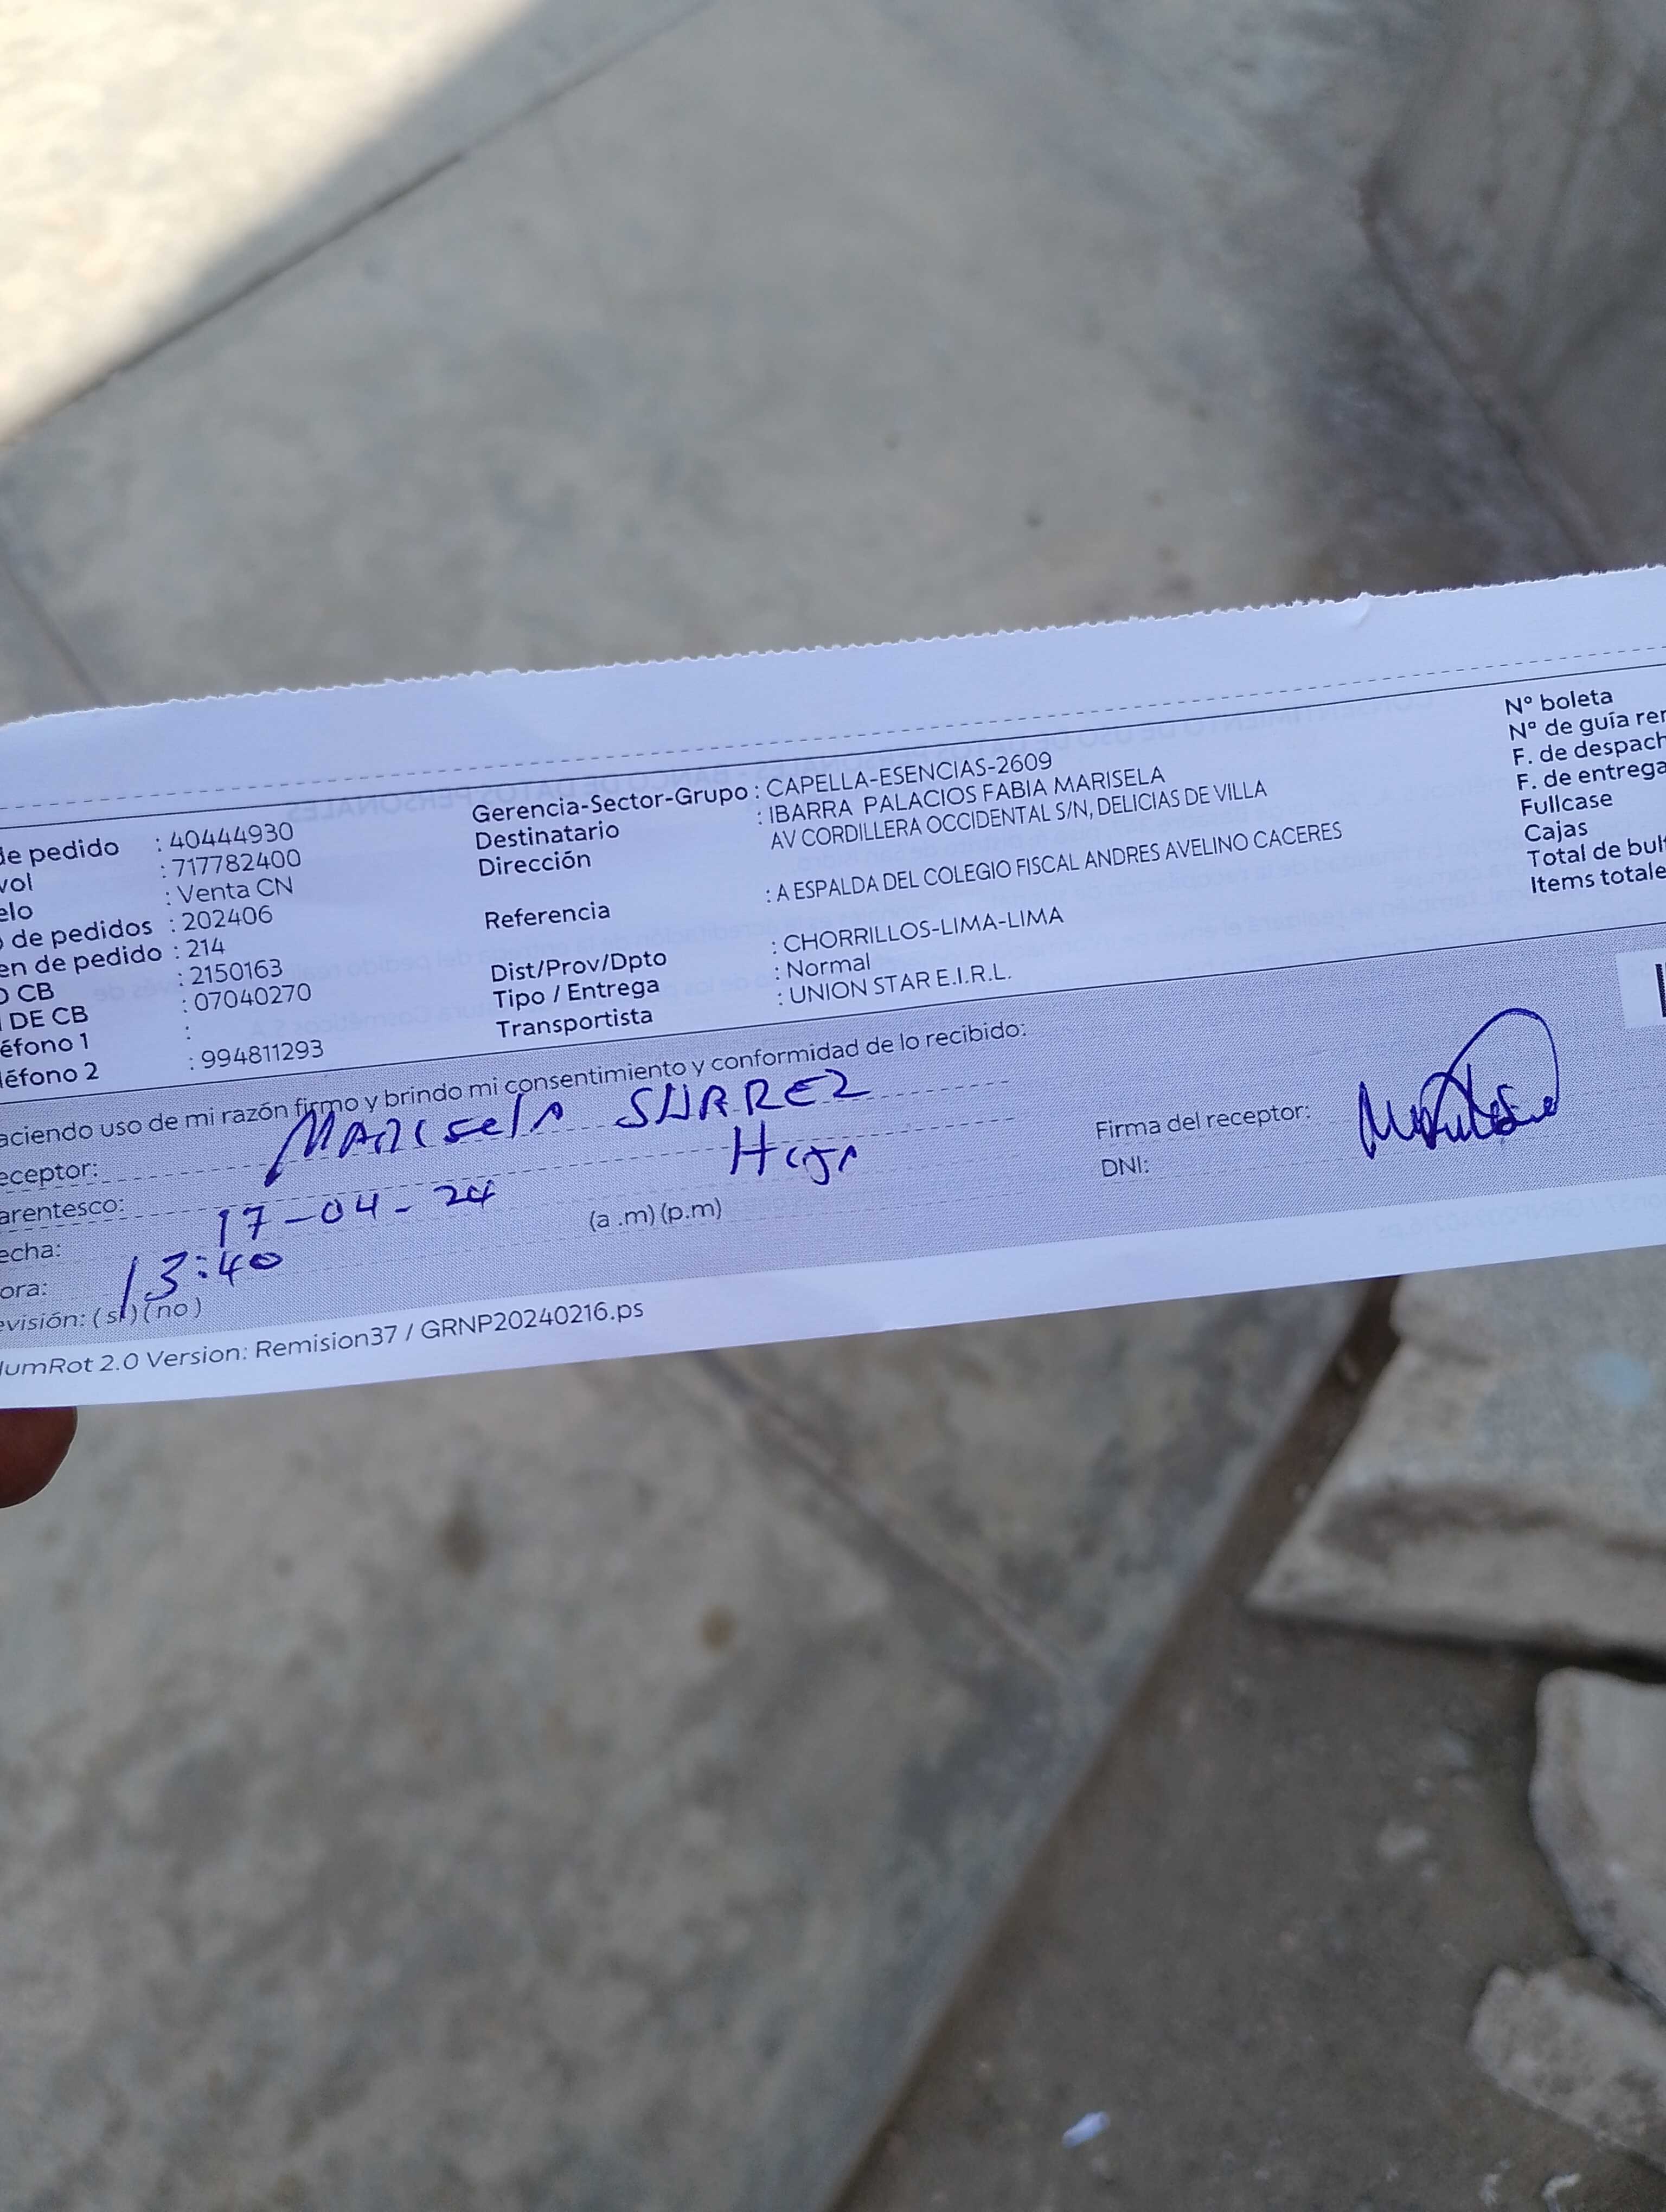 de pedido : 40444930
vol : 717782400
elo : Venta CN
o de pedidos : 202406
en de pedido : 214
O CB : 2150163
I DE CB : 07040270
éfono 1 :
léfono 2 : 994811293
Gerencia-Sector-Grupo : CAPELLA-ESENCIAS-2609
Destinatario : IBARRA PALACIOS FABIA MARISELA
Dirección AV CORDILLERA OCCIDENTAL S/N, DELICIAS DE VILLA
Referencia : A ESPALDA DEL COLEGIO FISCAL ANDRES AVELINO CACERES
Dist/Prov/Dpto : CHORRILLOS-LIMA-LIMA
Tipo / Entrega : Normal
Transportista : UNION STAR E.I.R.L.
Nº boleta
Nº de guía rem
F. de despach
F. de entrega
Fullcase
Cajas
Total de bul
Items totale
aciendo uso de mi razón firmo y brindo mi consentimiento y conformidad de lo recibido:
eceptor: MARISELA SUARREZ
arentesco: Hija
echa: 17-04-24
ora: 13:40 (a .m) (p.m)
evisión: ( si ) ( no )
Firma del receptor:
DNI:
lumRot 2.0 Version: Remision37 / GRNP20240216.ps